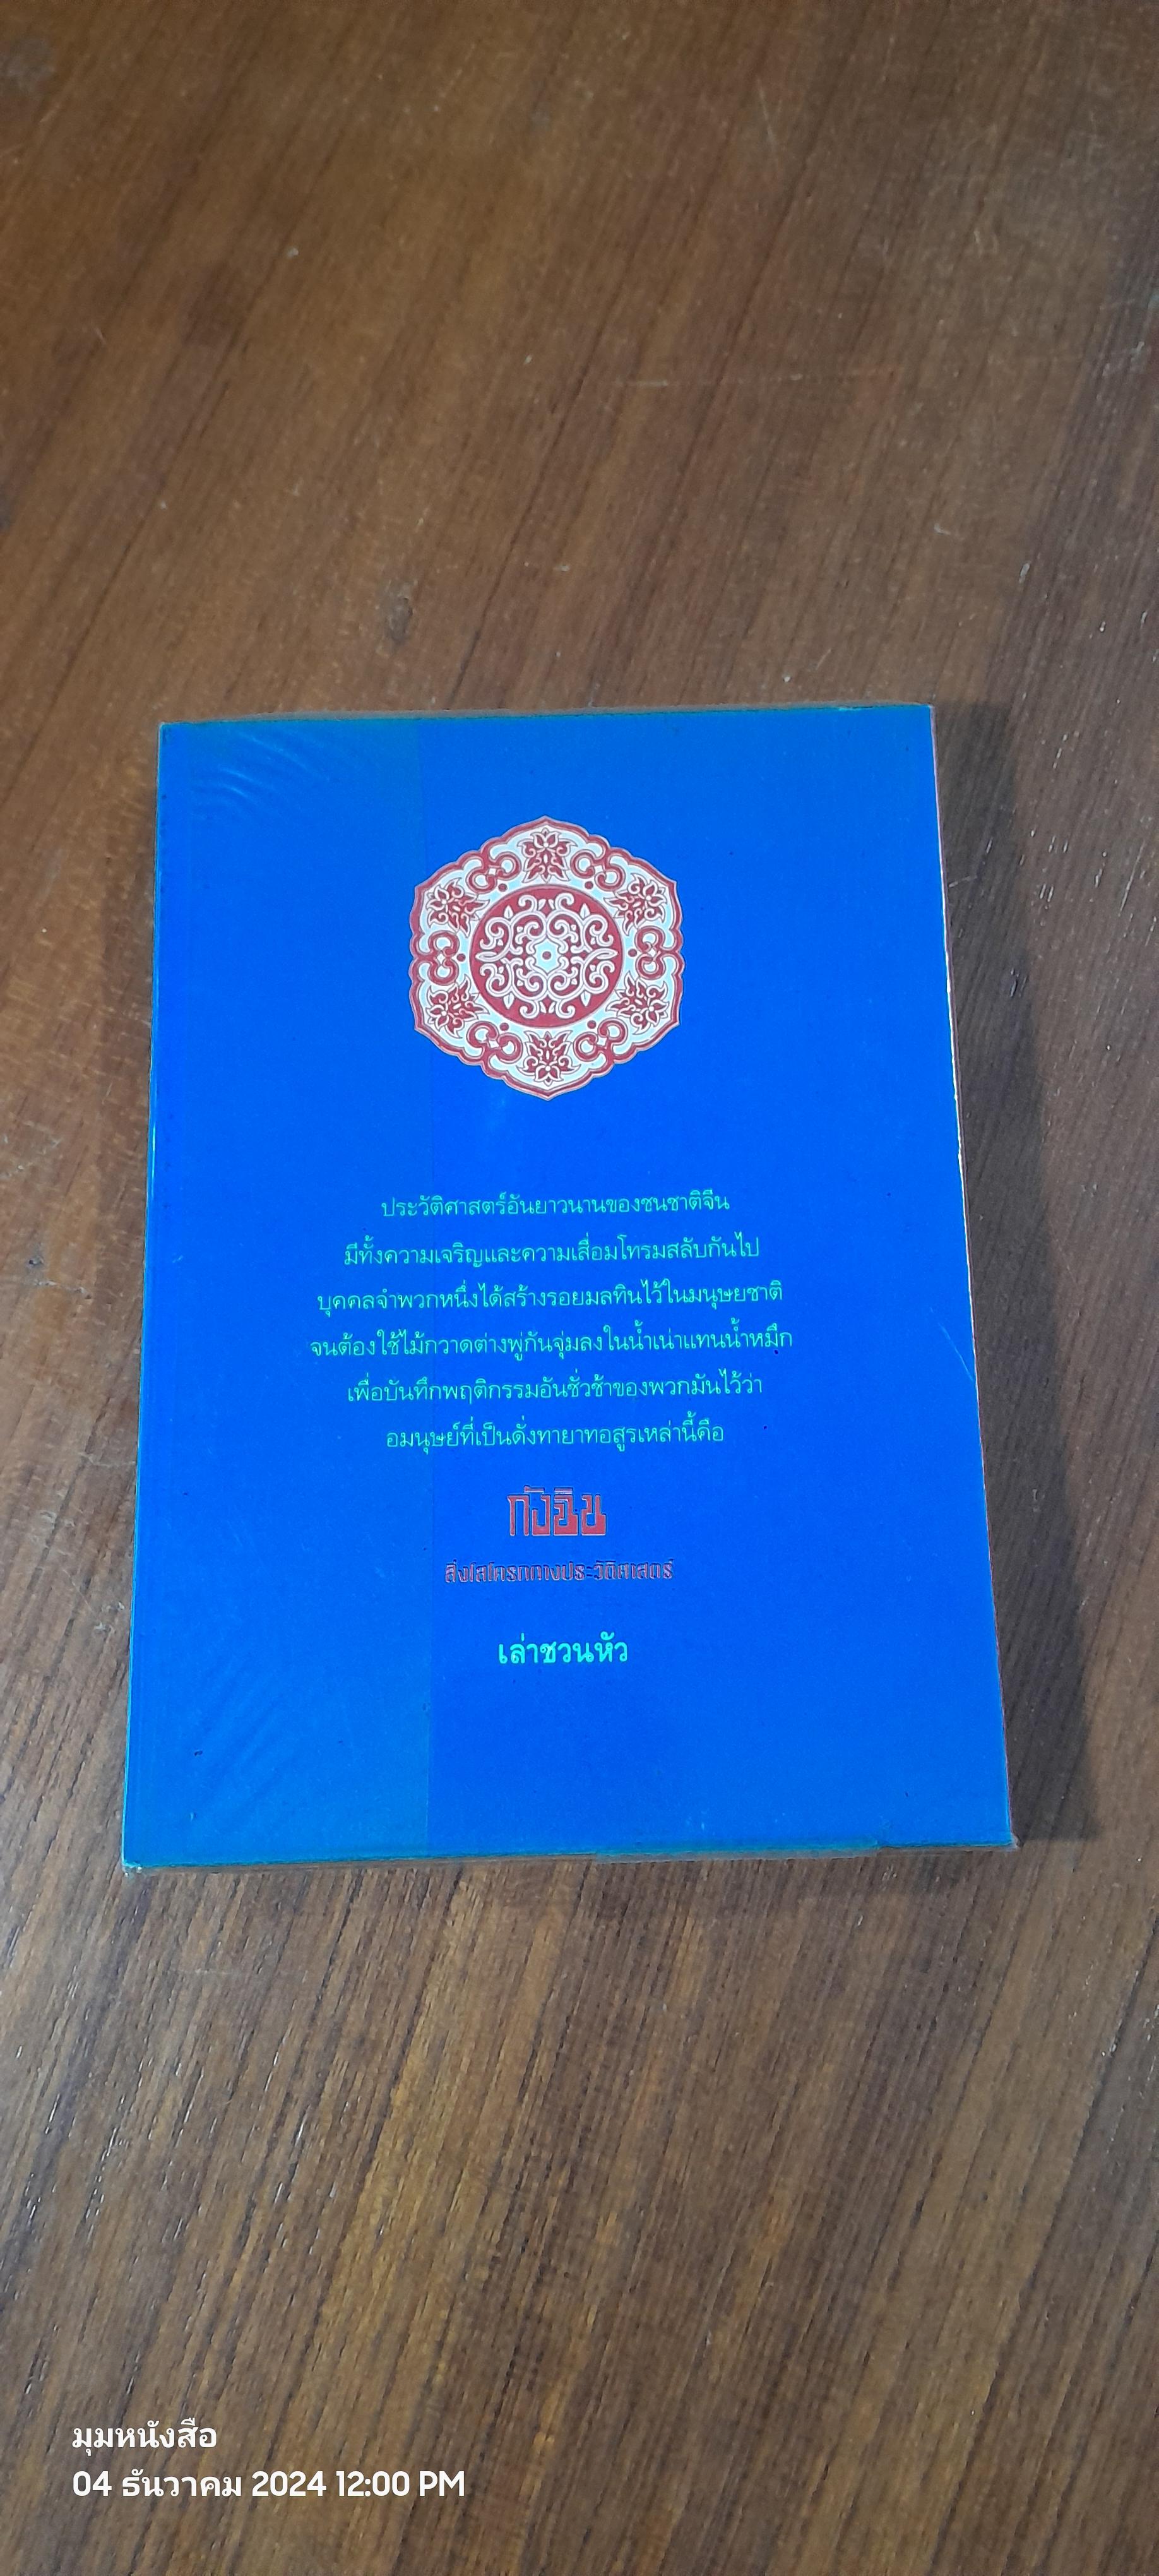 ประวัติศาสตร์อันยาวนานของชนชาติจีน
มีทั้งความเจริญและความเสื่อมโทรมสลับกันไป
บุคคลจำพวกหนึ่งได้สร้างรอยมลทินไว้ในมนุษยชาติ
จนต้องใช้ไม้กวาดต่างพู่กันจุ่มลงในน้ำเน่าแทนน้ำหมึก
เพื่อบันทึกพฤติกรรมอันชั่วช้าของพวกมันไว้ว่า
อมนุษย์ที่เป็นดั่งทายาทอสูรเหล่านี้คือ
กังฉิน
สิ่งโสโครกทางประวัติศาสตร์
เล่าชวนหัว
มุมหนังสือ
04 ธันวาคม 2024 12:00 PM